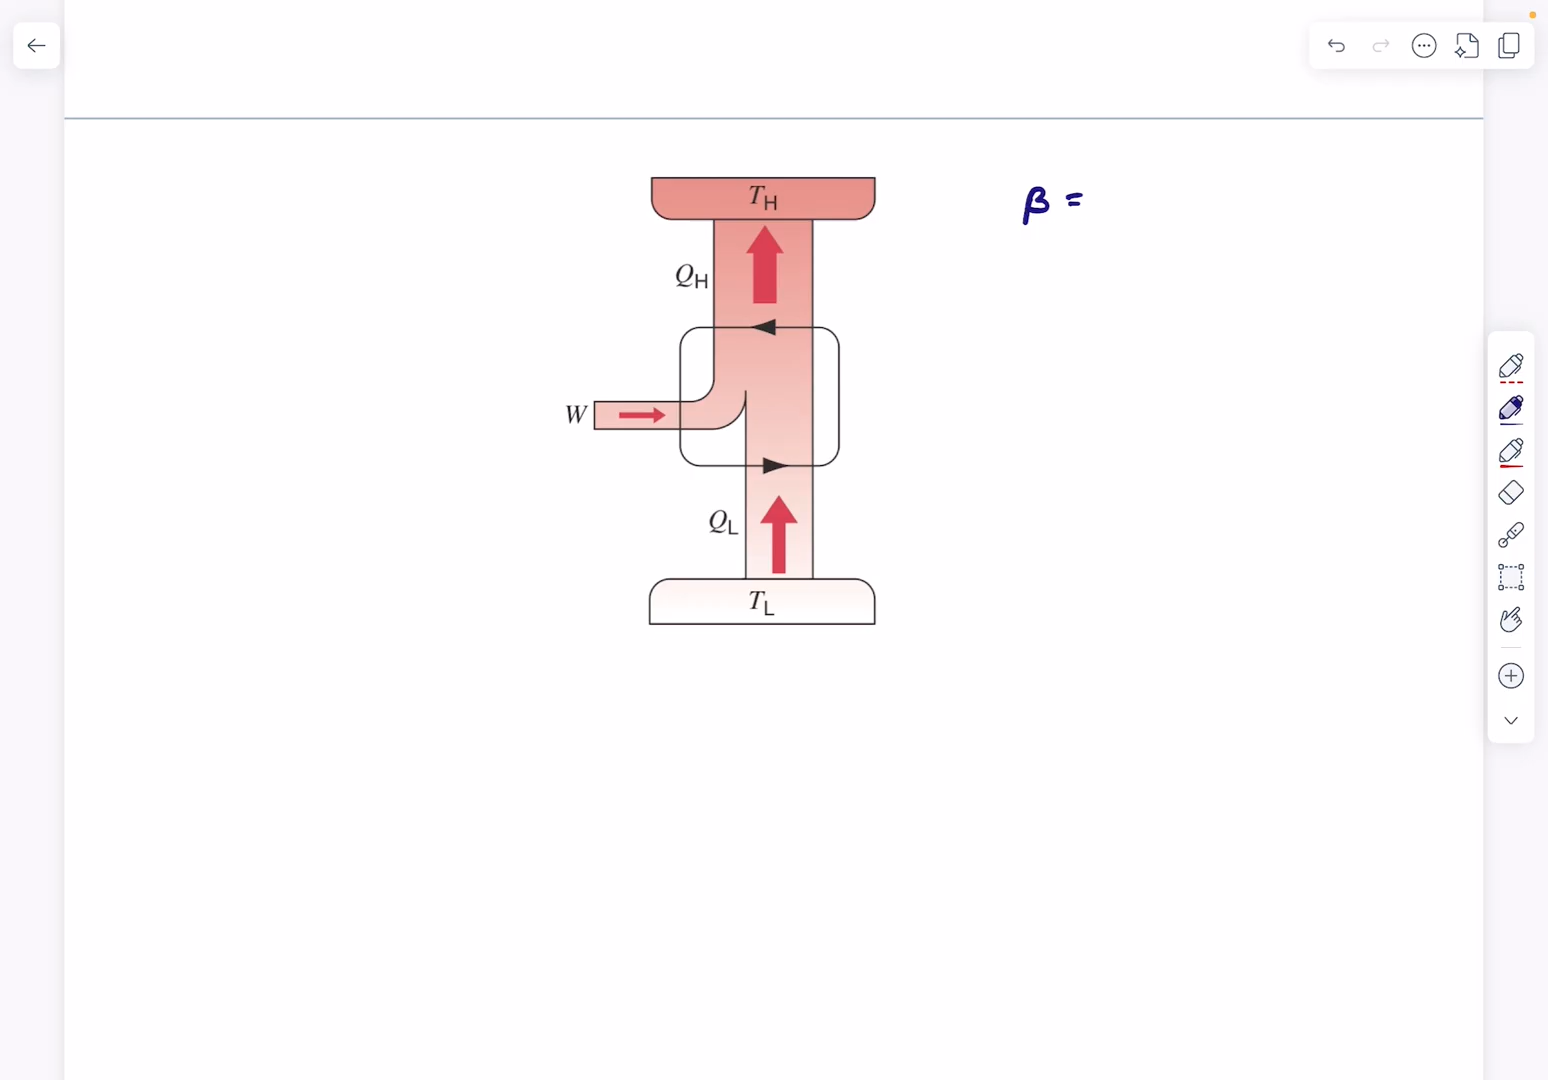 T_H
β =
Q_H
W
Q_L
T_L